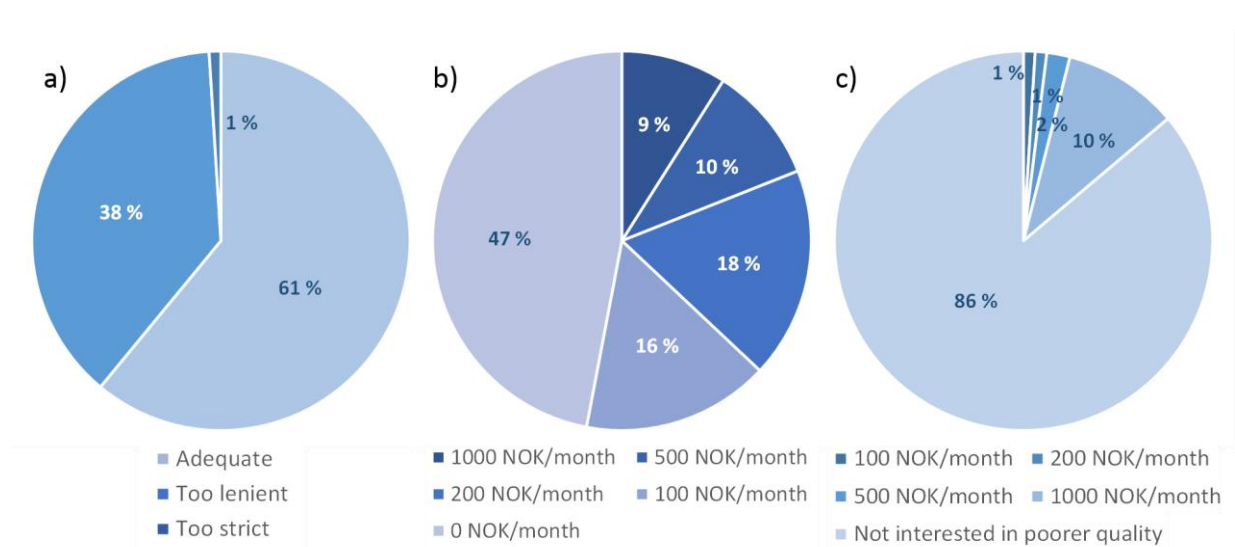 a)
1 %
38 %
61 %
Adequate
Too lenient
Too strict
b)
9 %
10 %
18 %
16 %
47 %
1000 NOK/month
500 NOK/month
200 NOK/month
100 NOK/month
0 NOK/month
c)
1 %
1 %
2 %
10 %
86 %
100 NOK/month
200 NOK/month
500 NOK/month
1000 NOK/month
Not interested in poorer quality